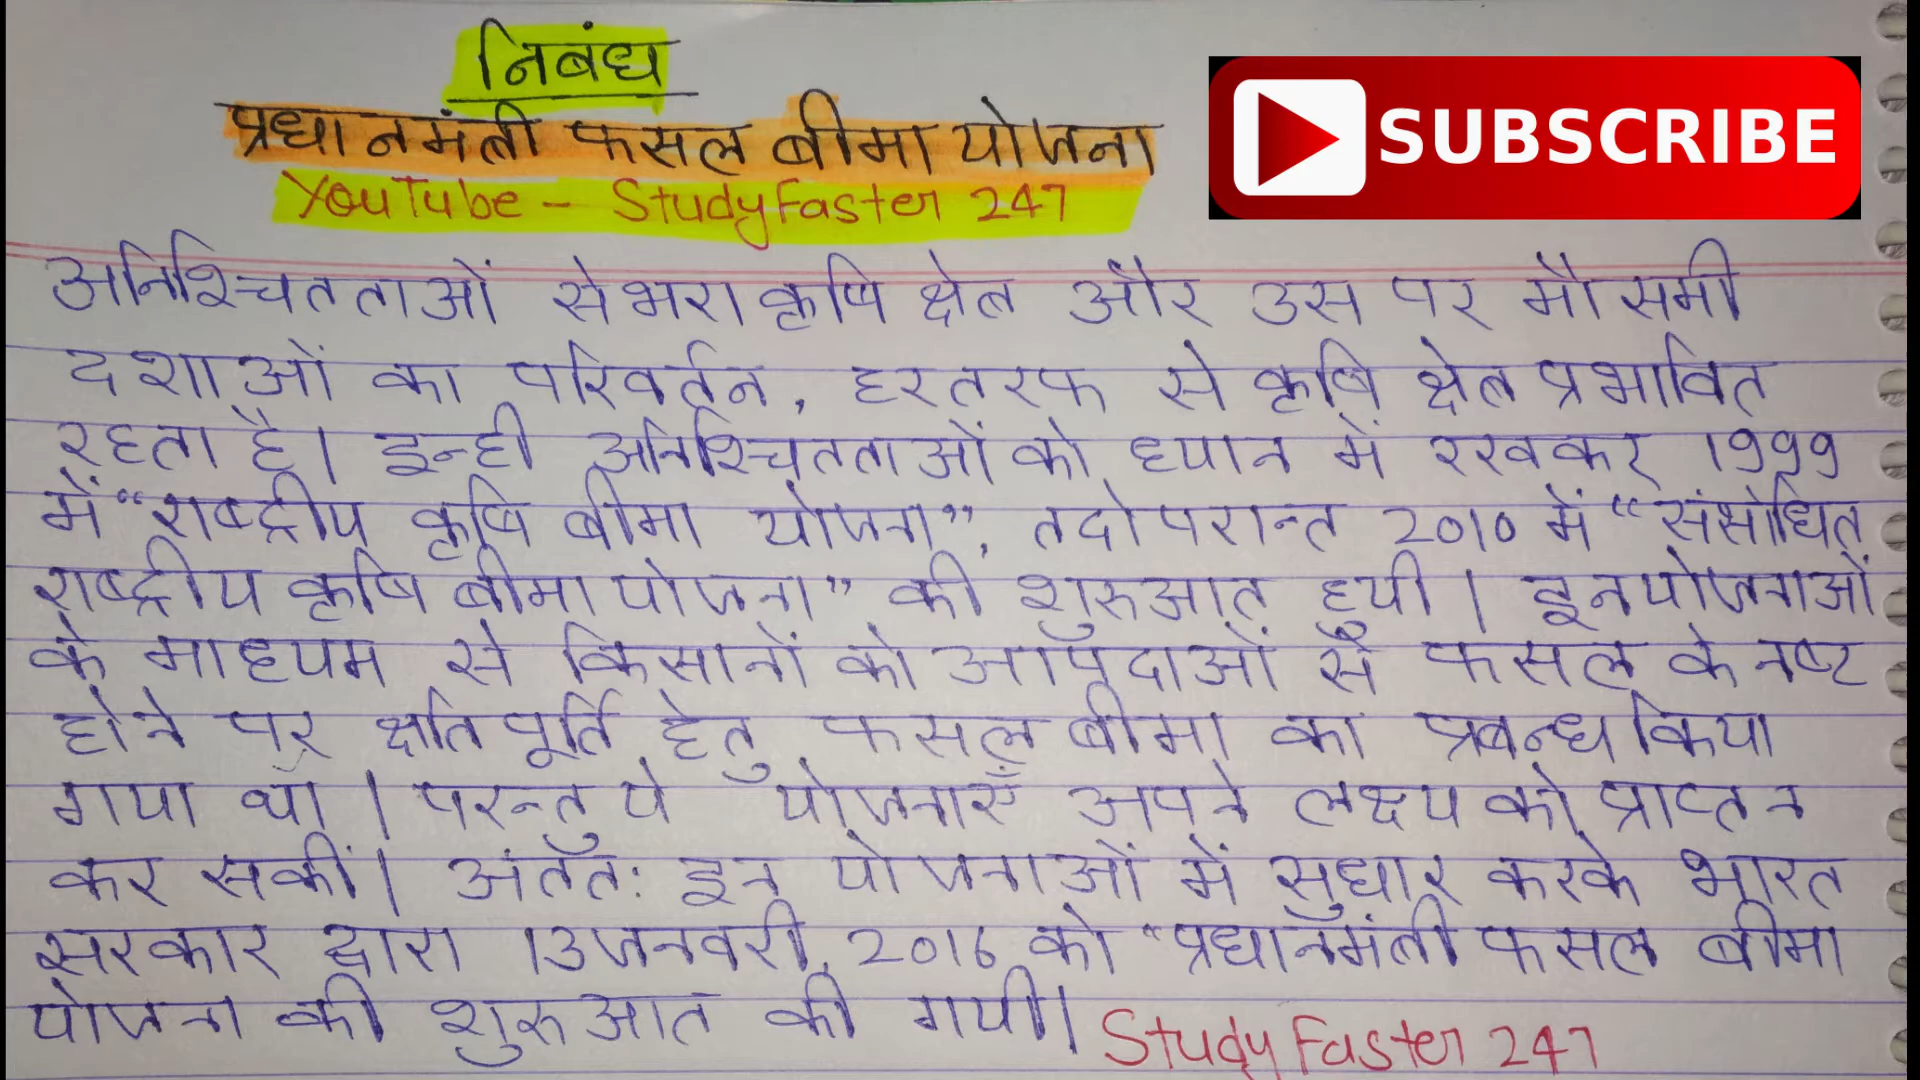 निबंध
प्रधानमंत्री फसल बीमा योजना
YouTube - StudyFaster 247
SUBSCRIBE
अनिश्चितताओं से भरा कृषि क्षेत्र और उस पर मौसमी
दशाओं का परिवर्तन, हरतरफ से कृषि क्षेत्र प्रभावित
रहता है। इन्ही अनिश्चितताओं को ध्यान में रखकर 1999
में "राष्ट्रीय कृषि बीमा योजना", तदोपरान्त 2010 में "संसोधित
राष्ट्रीय कृषि बीमा योजना" की शुरुआत हुयी। इन योजनाओं
के माध्यम से किसानों को आपदाओं से फसल के नष्ट
होने पर क्षतिपूर्ति हेतु फसल बीमा का प्रबन्ध किया
गया था। परन्तु ये योजनाएँ अपने लक्ष्य को प्राप्त न
कर सकीं। अंततः इन योजनाओं में सुधार करके भारत
सरकार द्वारा 13 जनवरी, 2016 को "प्रधानमंत्री फसल बीमा
योजना की शुरुआत की गयी।
Study Faster 247